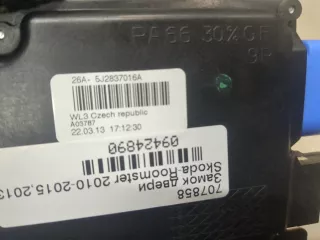 PA66 30% GF
26A- 5J2837016A
WL3 Czech republic
A03787
22.03.13 17:12:30
09424890
707858
Замок двери
Skoda Roomster 2010-2015,2013